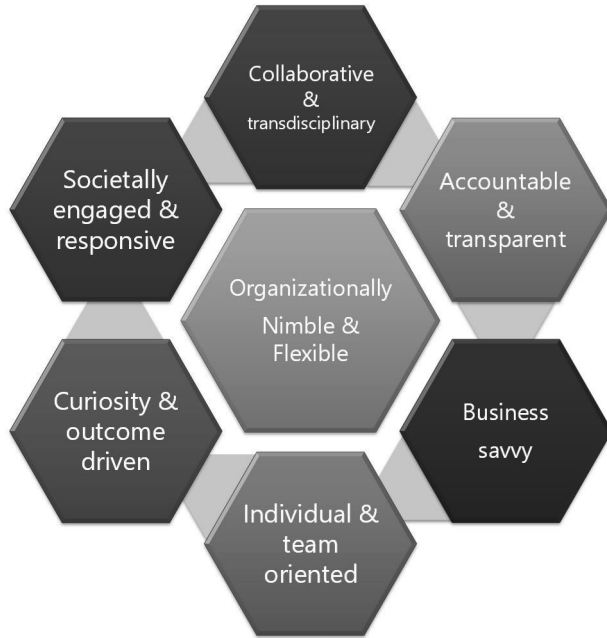 Collaborative
&
transdisciplinary
Accountable
&
transparent
Business
savvy
Individual &
team
oriented
Curiosity &
outcome
driven
Societally
engaged &
responsive
Organizationally
Nimble &
Flexible